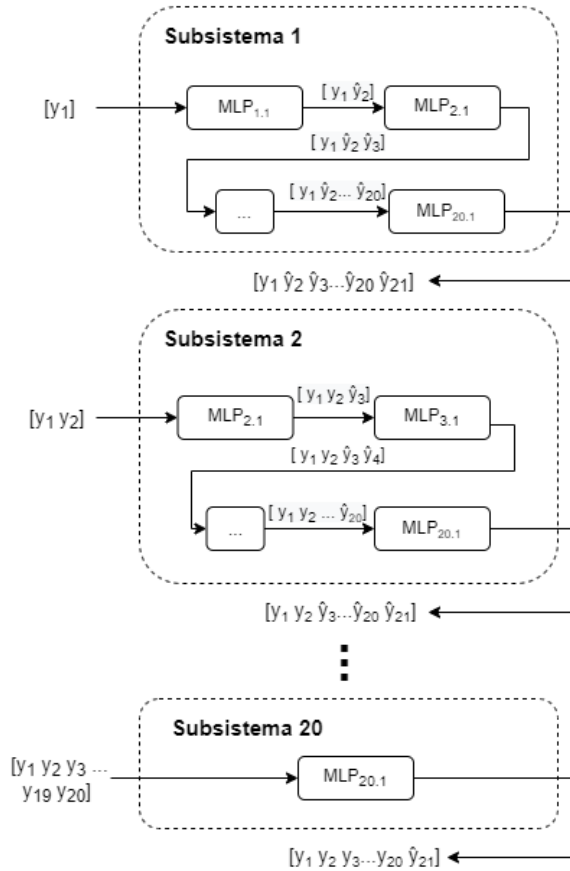 Subsistema 1
[y₁]
MLP₁.₁
[ y₁ ŷ₂]
MLP₂.₁
[ y₁ ŷ₂ ŷ₃]
...
[ y₁ ŷ₂... ŷ₂₀]
MLP₂₀.₁
[y₁ ŷ₂ ŷ₃...ŷ₂₀ ŷ₂₁]
Subsistema 2
[y₁ y₂]
MLP₂.₁
[ y₁ y₂ ŷ₃]
MLP₃.₁
[ y₁ y₂ ŷ₃ ŷ₄]
...
[ y₁ y₂ ... ŷ₂₀]
MLP₂₀.₁
[y₁ y₂ ŷ₃...ŷ₂₀ ŷ₂₁]
Subsistema 20
[y₁ y₂ y₃ ...
y₁₉ y₂₀]
MLP₂₀.₁
[y₁ y₂ y₃...y₂₀ ŷ₂₁]